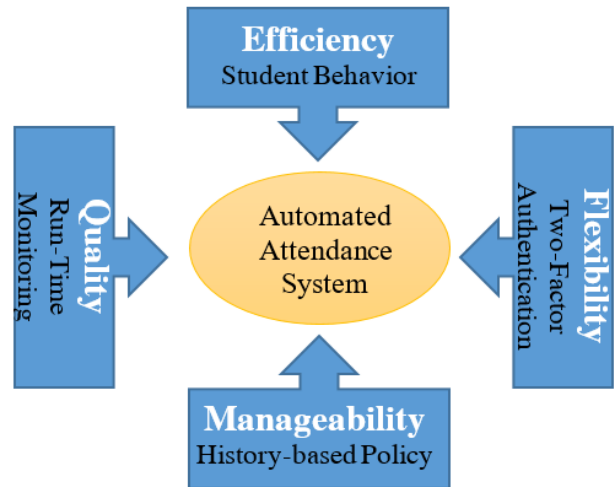 Efficiency
Student Behavior
Quality
Run-Time
Monitoring
Automated
Attendance
System
Flexibility
Two-Factor
Authentication
Manageability
History-based Policy